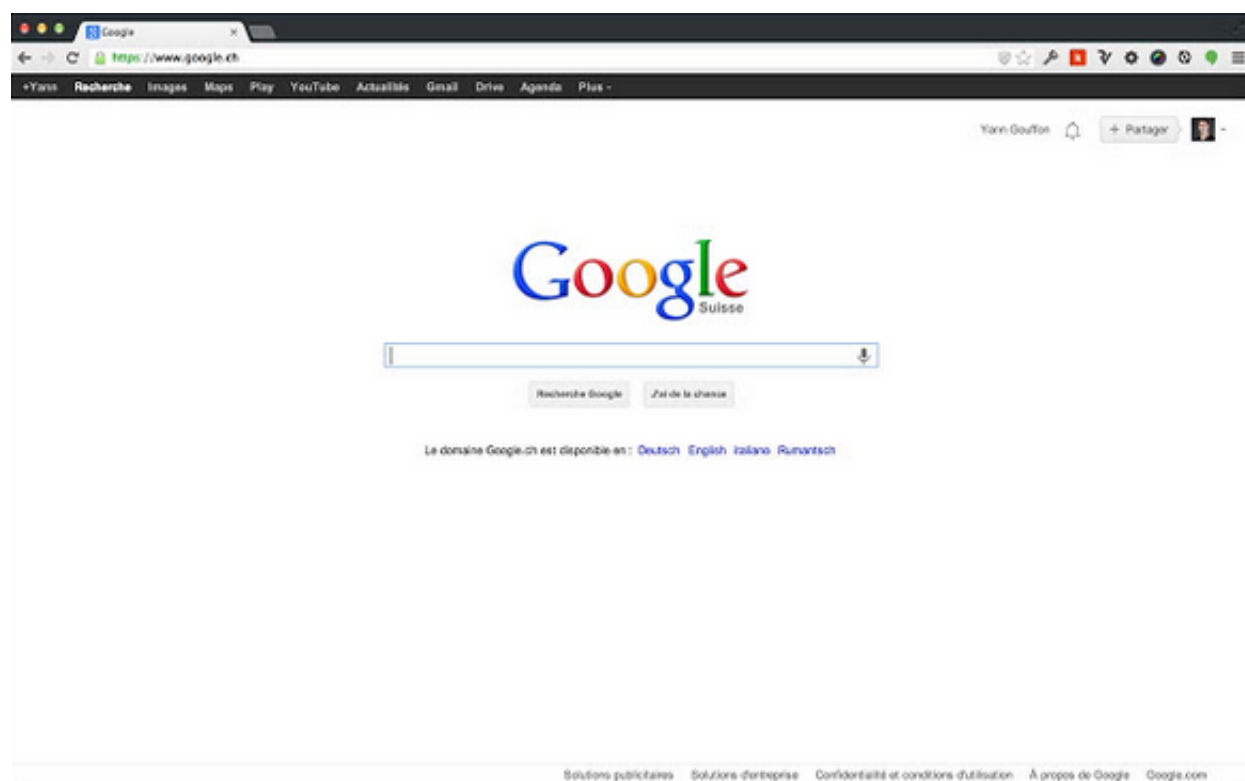 Google
https://www.google.ch
+Yann Recherche Images Maps Play YouTube Actualités Gmail Drive Agenda Plus
Yann Gouffon + Partager
Google
Suisse
Recherche Google J'ai de la chance
Le domaine Google.ch est disponible en : Deutsch English Italiano Rumantsch
Solutions publicitaires Solutions d'entreprise Confidentialité et conditions d'utilisation À propos de Google Google.com